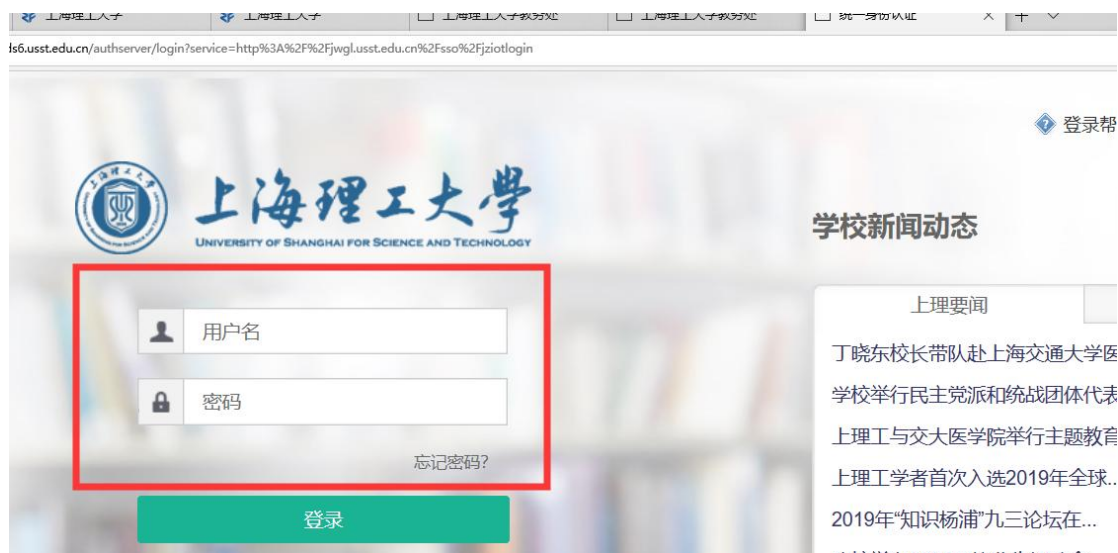 上海理工大学
上海理工大学
上海理工大学教务处
上海理工大学教务处
统一身份认证
ds6.usst.edu.cn/authserver/login?service=http%3A%2F%2Fjwgl.usst.edu.cn%2Fsso%2Fjziotlogin
登录帮
上海理工大學
UNIVERSITY OF SHANGHAI FOR SCIENCE AND TECHNOLOGY
学校新闻动态
用户名
密码
忘记密码?
登录
上理要闻
丁晓东校长带队赴上海交通大学医
学校举行民主党派和统战团体代表
上理工与交大医学院举行主题教育
上理工学者首次入选2019年全球...
2019年“知识杨浦”九三论坛在...